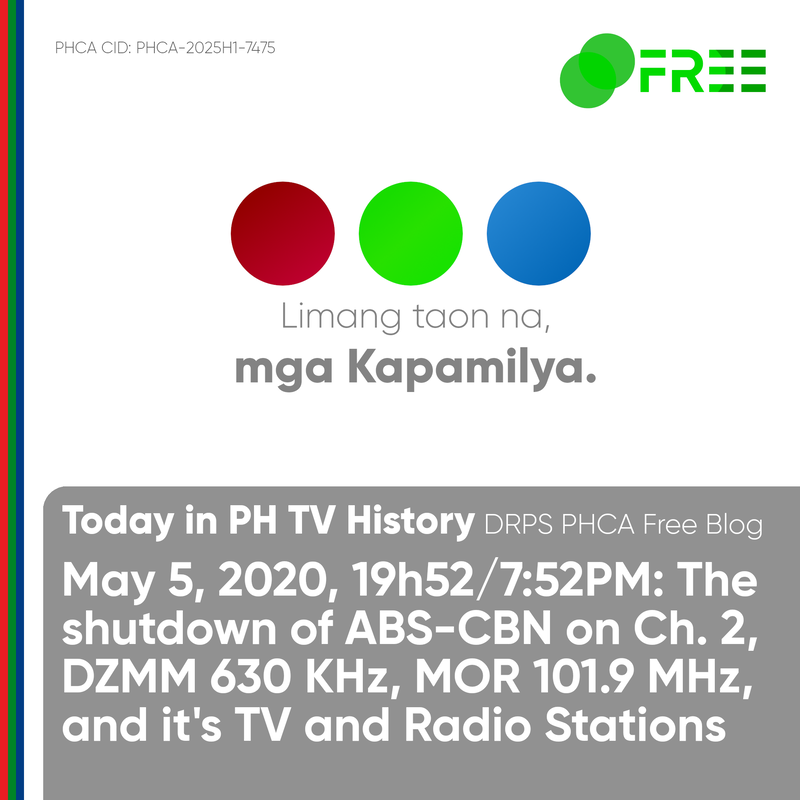 PHCA CID: PHCA-2025H1-7475
FREE
Limang taon na,
mga Kapamilya.
Today in PH TV History DRPS PHCA Free Blog
May 5, 2020, 19h52/7:52PM: The
shutdown of ABS-CBN on Ch. 2,
DZMM 630 KHz, MOR 101.9 MHz,
and it's TV and Radio Stations